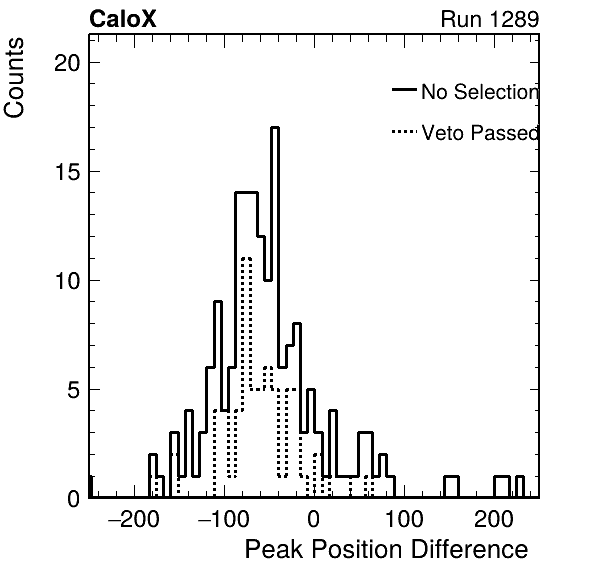 CaloX Run 1289
Counts
20
15
10
5
0
No Selection
Veto Passed
−200 −100 0 100 200
Peak Position Difference